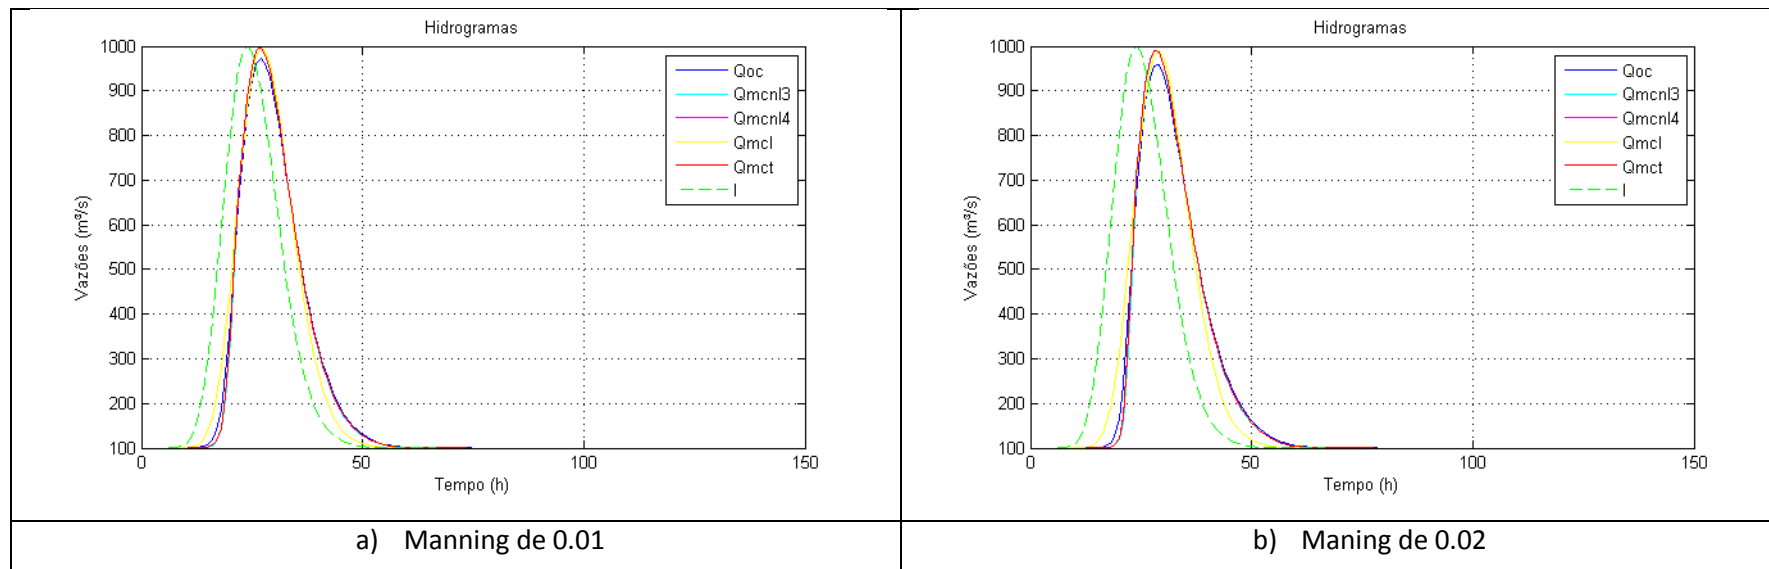 Hidrogramas
1000
900
800
700
600
500
400
300
200
100
Vazões (m³/s)
0
50
100
150
Tempo (h)
Qoc
Qmcnl3
Qmcnl4
Qmcl
Qmct
I
a) Manning de 0.01
Hidrogramas
1000
900
800
700
600
500
400
300
200
100
Vazões (m³/s)
0
50
100
150
Tempo (h)
Qoc
Qmcnl3
Qmcnl4
Qmcl
Qmct
I
b) Maning de 0.02